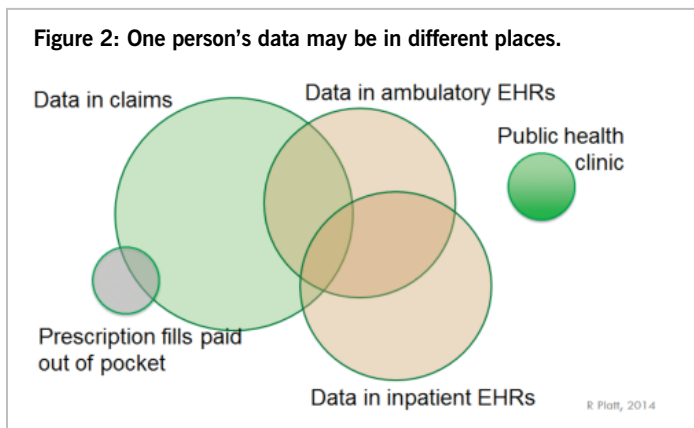 Figure 2: One person's data may be in different places.
Data in claims
Data in ambulatory EHRs
Public health
clinic
Prescription fills paid
out of pocket
Data in inpatient EHRs
R Platt, 2014